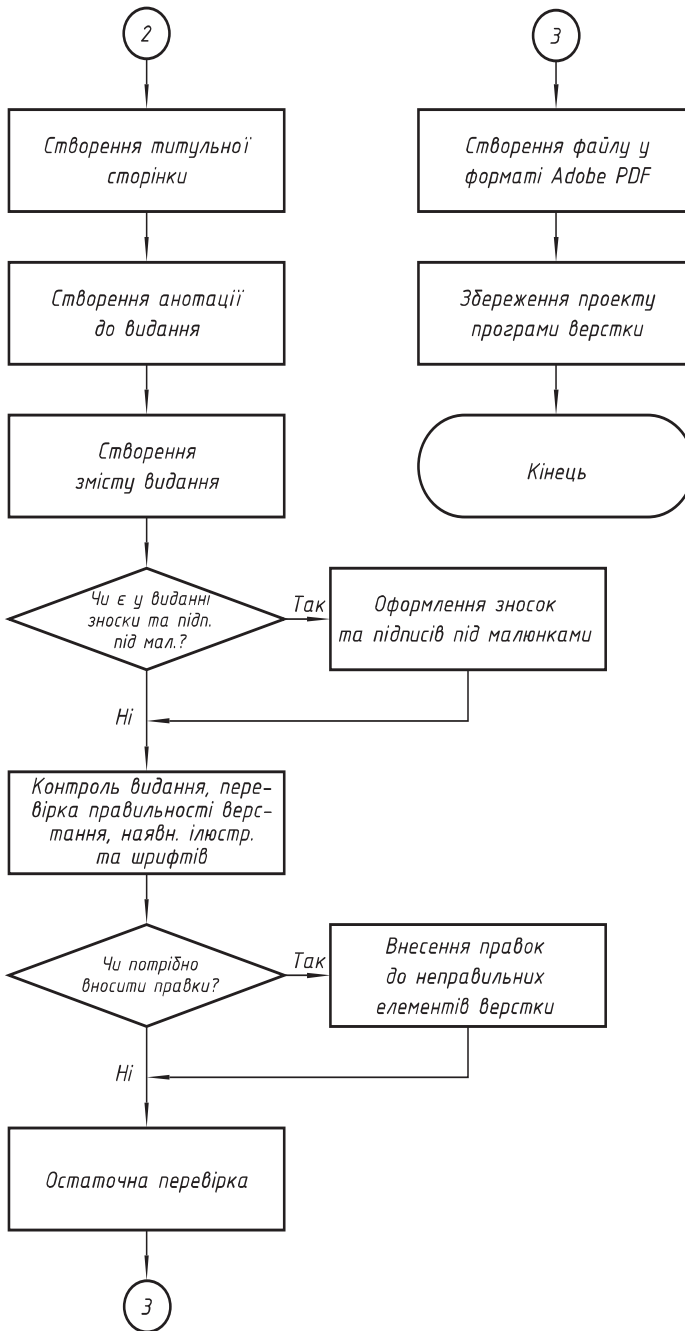 2
Створення титульної
сторінки
Створення анотації
до видання
Створення
змісту видання
Чи є у виданні
зноски та підп.
під мал.?
Так
Оформлення зносок
та підписів під малюнками
Ні
Контроль видання, пере-
вірка правильності верс-
тання, наявн. ілюстр.
та шрифтів
Чи потрібно
вносити правки?
Так
Внесення правок
до неправильних
елементів верстки
Ні
Остаточна перевірка
3
3
Створення файлу у
форматі Adobe PDF
Збереження проекту
програми верстки
Кінець